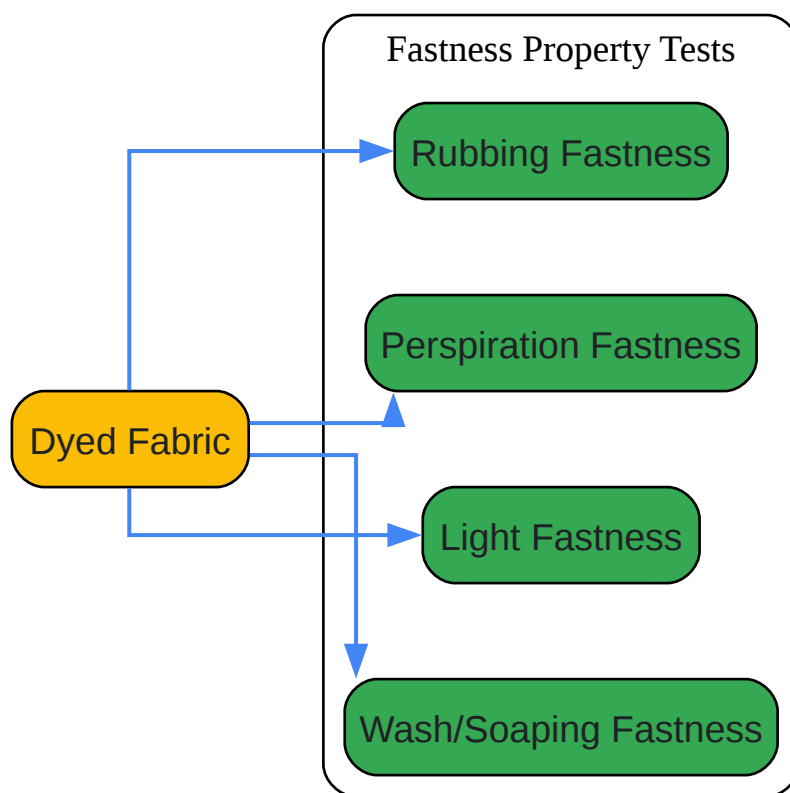 Fastness Property Tests
Rubbing Fastness
Perspiration Fastness
Dyed Fabric
Light Fastness
Wash/Soaping Fastness